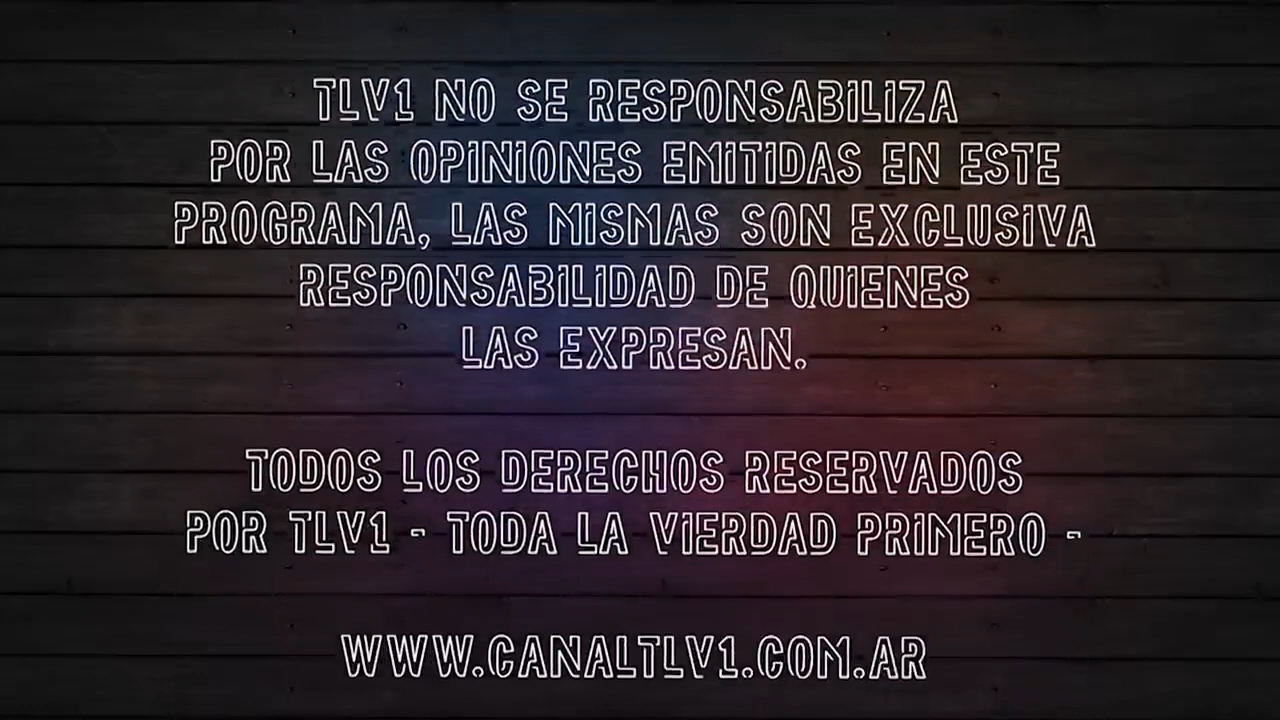 TLV1 NO SE RESPONSABILIZA
POR LAS OPINIONES EMITIDAS EN ESTE
PROGRAMA, LAS MISMAS SON EXCLUSIVA
RESPONSABILIDAD DE QUIENES
LAS EXPRESAN.
TODOS LOS DERECHOS RESERVADOS
POR TLV1 - TODA LA VIERDAD PRIMERO -
WWW.CANALTLV1.COM.AR